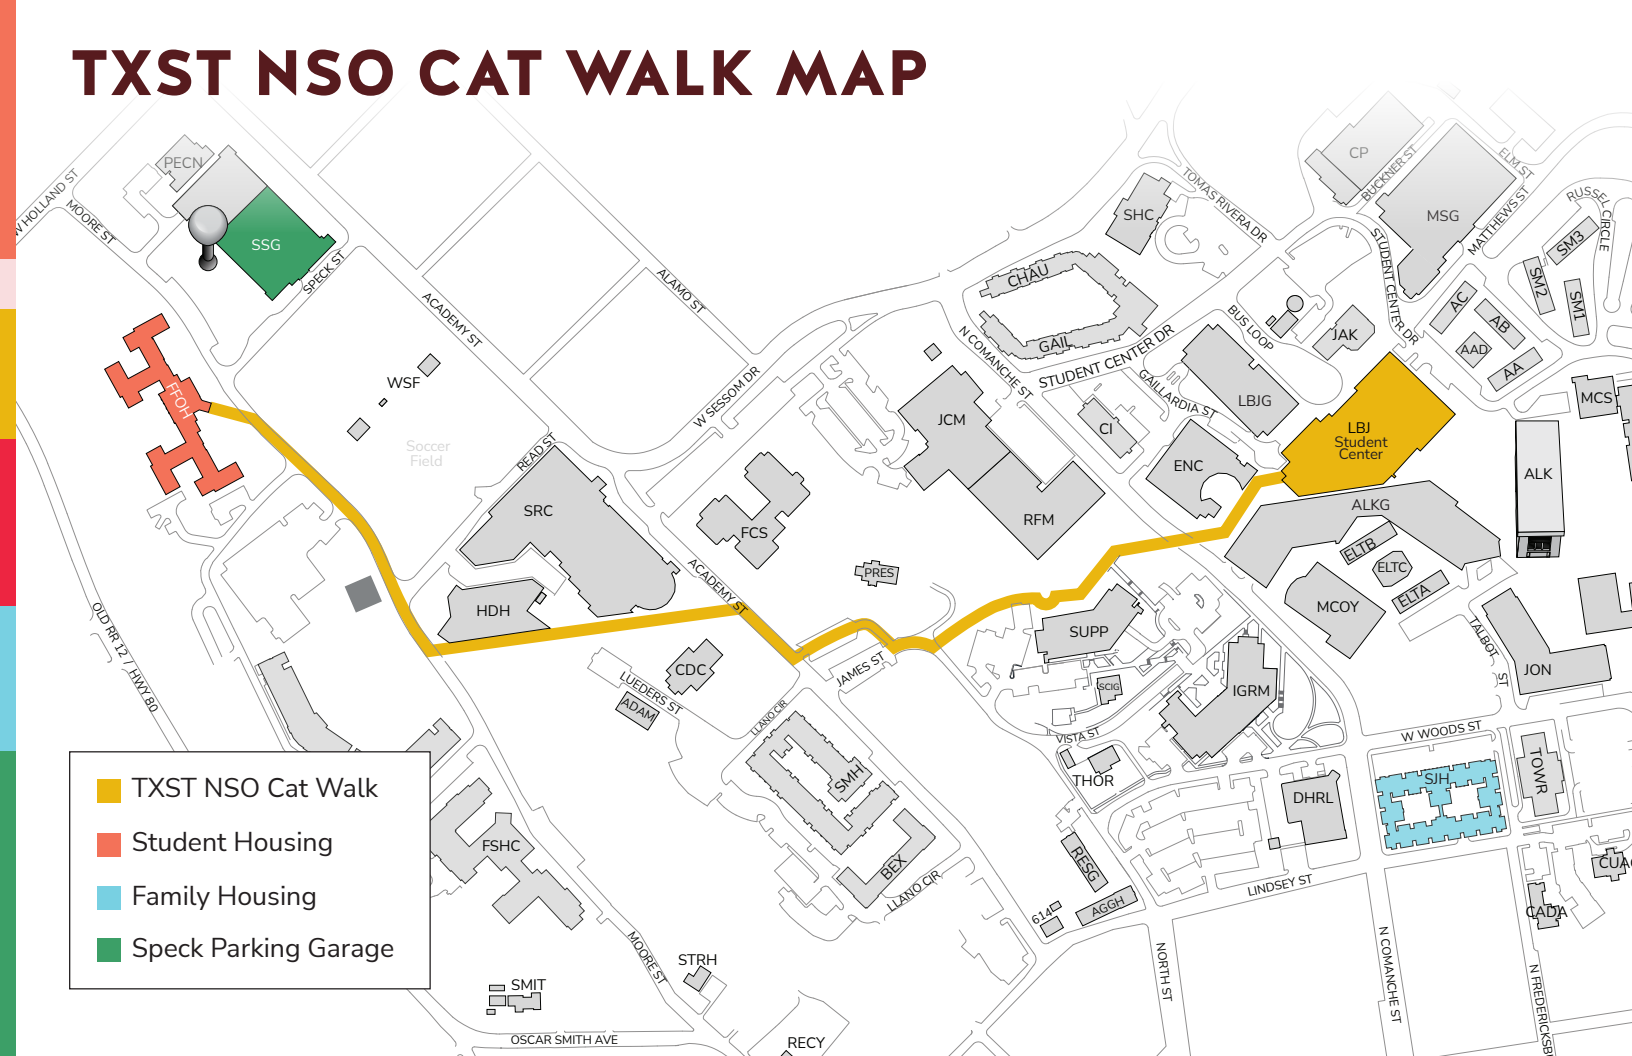 TXST NSO CAT WALK MAP
PECN
SSG
W HOLLAND ST
MOORE ST
SPECK ST
ACADEMY ST
ALAMO ST
W SESSOM DR
SHC
TOMAS RIVERA DR
CP
BUCKNER ST
ELM ST
MSG
MATTHEWS ST
RUSSEL CIRCLE
SM3
SM2
SM1
STUDENT CENTER DR
CHAU
GAIL
STUDENT CENTER DR
N COMANCHE ST
BUS LOOP
JAK
AC
AB
AAD
AA
MCS
GAILLARDIA ST
LBJG
FFOH
WSF
Soccer
Field
READ ST
JCM
CI
ENC
LBJ
Student
Center
ALK
ALKG
SRC
FCS
RFM
ELTB
ELTC
ELTA
PRES
ACADEMY ST
HDH
MCOY
SUPP
OLD RR 12 / HWY 80
TALBOT ST
JON
JAMES ST
CDC
LUEDERS ST
ADAM
LLANO CIR
SCIG
IGRM
VISTA ST
W WOODS ST
THOR
SMH
SJH
TOWR
DHRL
FSHC
BEX
LLANO CIR
RESG
AGGH
614
LINDSEY ST
CUA
CADA
MOORE ST
STRH
SMIT
OSCAR SMITH AVE
RECY
NORTH ST
N COMANCHE ST
N FREDERICKSB
TXST NSO Cat Walk
Student Housing
Family Housing
Speck Parking Garage